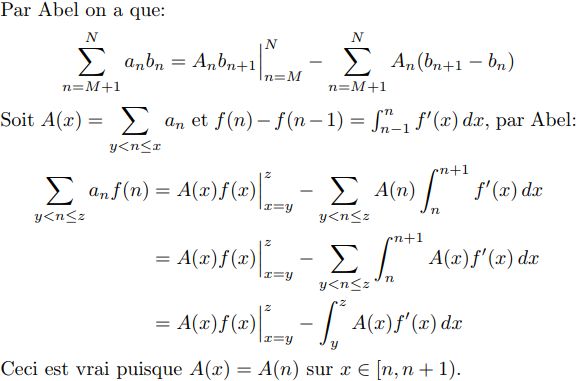 Par Abel on a que:
$$\sum_{n=M+1}^{N} a_n b_n = A_n b_{n+1}\Big|_{n=M}^{N} - \sum_{n=M+1}^{N} A_n(b_{n+1} - b_n)$$
Soit $A(x) = \sum_{y<n\leq x} a_n$ et $f(n) - f(n-1) = \int_{n-1}^{n} f'(x)\,dx$, par Abel:
$$\sum_{y<n\leq z} a_n f(n) = A(x)f(x)\Big|_{x=y}^{z} - \sum_{y<n\leq z} A(n) \int_{n}^{n+1} f'(x)\,dx$$
$$= A(x)f(x)\Big|_{x=y}^{z} - \sum_{y<n\leq z} \int_{n}^{n+1} A(x)f'(x)\,dx$$
$$= A(x)f(x)\Big|_{x=y}^{z} - \int_{y}^{z} A(x)f'(x)\,dx$$
Ceci est vrai puisque $A(x) = A(n)$ sur $x \in [n, n+1)$.